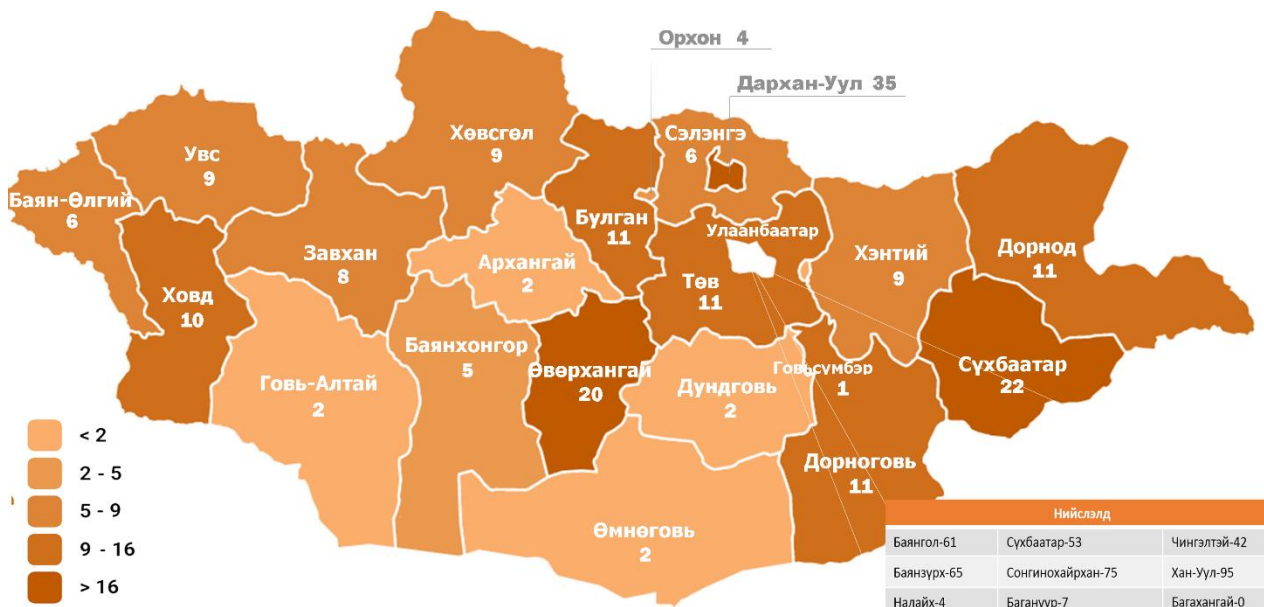 Орхон 4
Дархан-Уул 35
Хөвсгөл
9
Сэлэнгэ
6
Увс
9
Баян-Өлгий
6
Булган
11
Улаанбаатар
Завхан
8
Архангай
2
Хэнтий
9
Дорнод
11
Ховд
10
Төв
11
Баянхонгор
5
Өвөрхангай
20
Говьсүмбэр
1
Сүхбаатар
22
Говь-Алтай
2
Дундговь
2
Дорноговь
11
Өмнөговь
2
< 2
2 - 5
5 - 9
9 - 16
> 16
Нийслэлд
Баянгол-61 Сүхбаатар-53 Чингэлтэй-42
Баянзүрх-65 Сонгинохайрхан-75 Хан-Уул-95
Налайх-4 Багануур-7 Багахангай-0